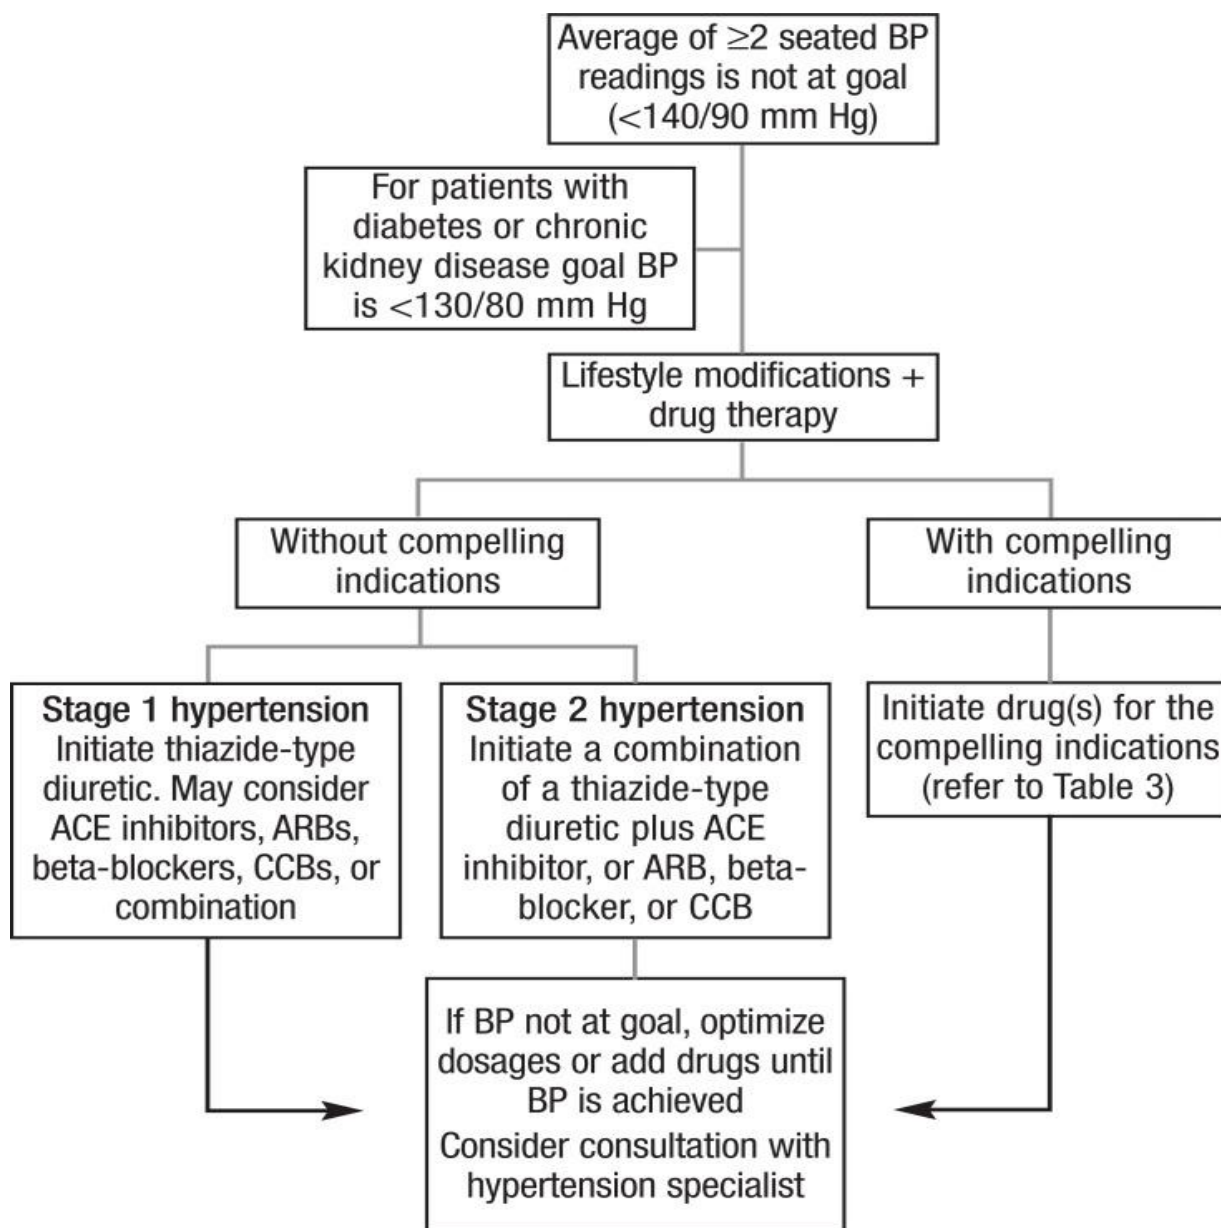 Average of ≥2 seated BP
readings is not at goal
(<140/90 mm Hg)
For patients with
diabetes or chronic
kidney disease goal BP
is <130/80 mm Hg
Lifestyle modifications +
drug therapy
Without compelling
indications
With compelling
indications
Stage 1 hypertension
Initiate thiazide-type
diuretic. May consider
ACE inhibitors, ARBs,
beta-blockers, CCBs, or
combination
Stage 2 hypertension
Initiate a combination
of a thiazide-type
diuretic plus ACE
inhibitor, or ARB, beta-
blocker, or CCB
Initiate drug(s) for the
compelling indications
(refer to Table 3)
If BP not at goal, optimize
dosages or add drugs until
BP is achieved
Consider consultation with
hypertension specialist